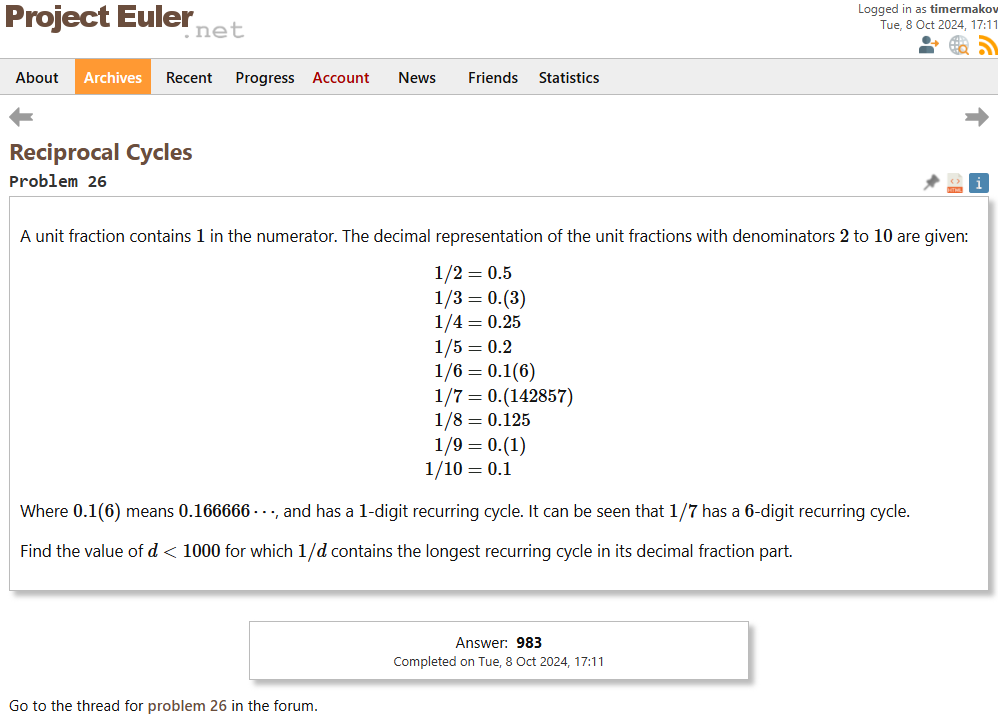 Project Euler
.net
Logged in as timermakov
Tue, 8 Oct 2024, 17:11
About Archives Recent Progress Account News Friends Statistics
Reciprocal Cycles
Problem 26
<> HTML i
A unit fraction contains 1 in the numerator. The decimal representation of the unit fractions with denominators 2 to 10 are given:
1/2 = 0.5
1/3 = 0.(3)
1/4 = 0.25
1/5 = 0.2
1/6 = 0.1(6)
1/7 = 0.(142857)
1/8 = 0.125
1/9 = 0.(1)
1/10 = 0.1
Where 0.1(6) means 0.166666⋯, and has a 1-digit recurring cycle. It can be seen that 1/7 has a 6-digit recurring cycle.
Find the value of d < 1000 for which 1/d contains the longest recurring cycle in its decimal fraction part.
Answer: 983
Completed on Tue, 8 Oct 2024, 17:11
Go to the thread for problem 26 in the forum.